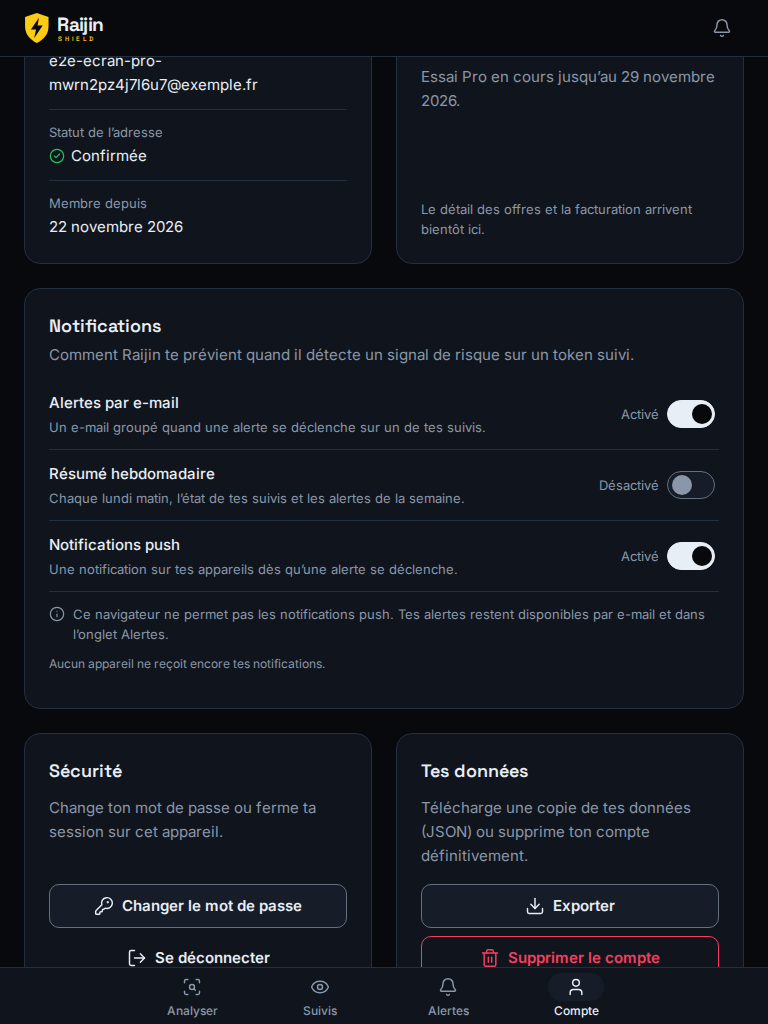 Raijin
SHIELD
e2e-ecran-pro-
mwrn2pz4j7l6u7@exemple.fr
Statut de l’adresse
Confirmée
Membre depuis
22 novembre 2026
Essai Pro en cours jusqu’au 29 novembre
2026.
Le détail des offres et la facturation arrivent
bientôt ici.
Notifications
Comment Raijin te prévient quand il détecte un signal de risque sur un token suivi.
Alertes par e-mail
Un e-mail groupé quand une alerte se déclenche sur un de tes suivis.
Activé
Résumé hebdomadaire
Chaque lundi matin, l’état de tes suivis et les alertes de la semaine.
Désactivé
Notifications push
Une notification sur tes appareils dès qu’une alerte se déclenche.
Activé
Ce navigateur ne permet pas les notifications push. Tes alertes restent disponibles par e-mail et dans
l’onglet Alertes.
Aucun appareil ne reçoit encore tes notifications.
Sécurité
Change ton mot de passe ou ferme ta
session sur cet appareil.
Changer le mot de passe
Se déconnecter
Tes données
Télécharge une copie de tes données
(JSON) ou supprime ton compte
définitivement.
Exporter
Supprimer le compte
Analyser
Suivis
Alertes
Compte